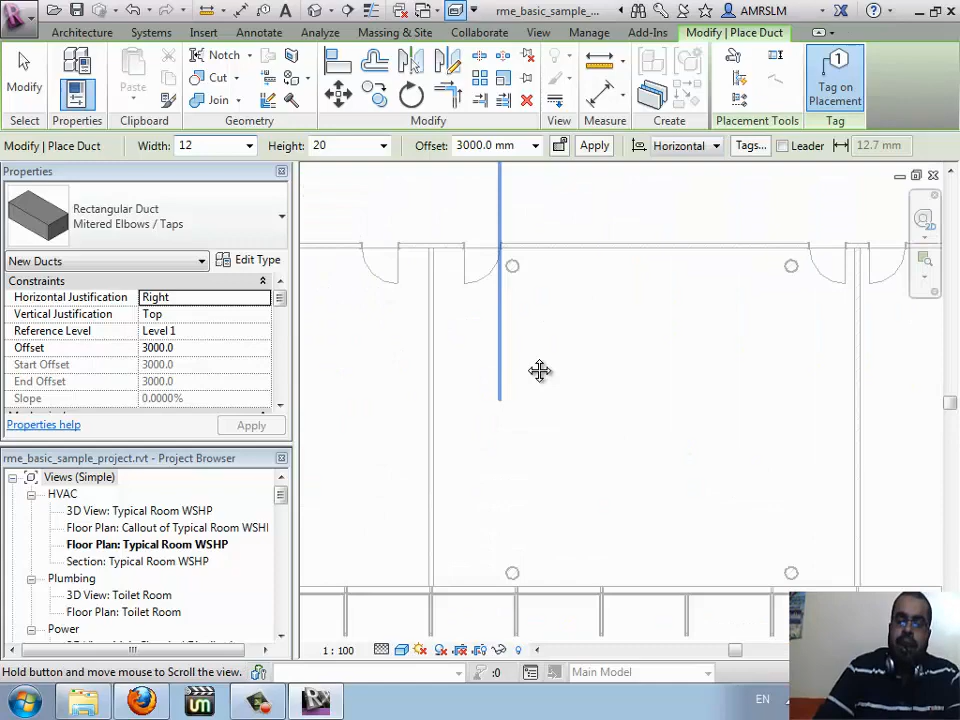 rme_basic_sample_...
AMRSLM
Architecture
Systems
Insert
Annotate
Analyze
Massing & Site
Collaborate
View
Manage
Add-Ins
Modify | Place Duct
Modify
Paste
Notch
Cut
Join
Tag on
Placement
Select
Properties
Clipboard
Geometry
Modify
View
Measure
Create
Placement Tools
Tag
Modify | Place Duct
Width: 12
Height: 20
Offset: 3000.0 mm
Apply
Horizontal
Tags...
Leader
12.7 mm
Properties
Rectangular Duct
Mitered Elbows / Taps
New Ducts
Edit Type
Constraints
Horizontal Justification Right
Vertical Justification Top
Reference Level Level 1
Offset 3000.0
Start Offset 3000.0
End Offset 3000.0
Slope 0.0000%
Properties help
Apply
rme_basic_sample_project.rvt - Project Browser
Views (Simple)
HVAC
3D View: Typical Room WSHP
Floor Plan: Callout of Typical Room WSHI
Floor Plan: Typical Room WSHP
Section: Typical Room WSHP
Plumbing
3D View: Toilet Room
Floor Plan: Toilet Room
Power
2D
1 : 100
Hold button and move mouse to Scroll the view.
:0
Main Model
EN